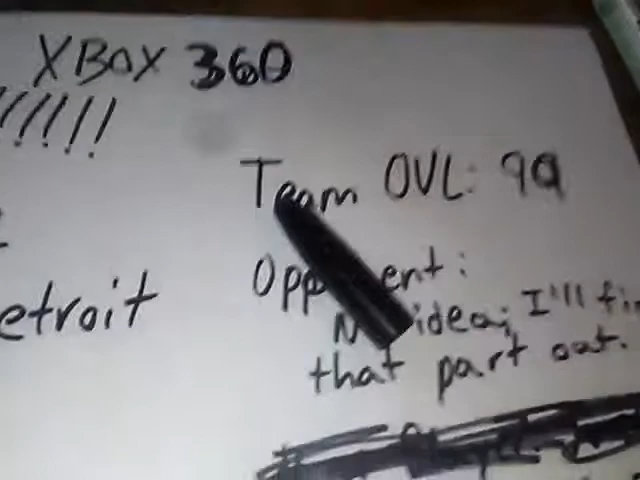 XBOX 360
!!!!!!
Team OVL: 99
etroit
Opp ent:
idea; I'll fi
that part out.